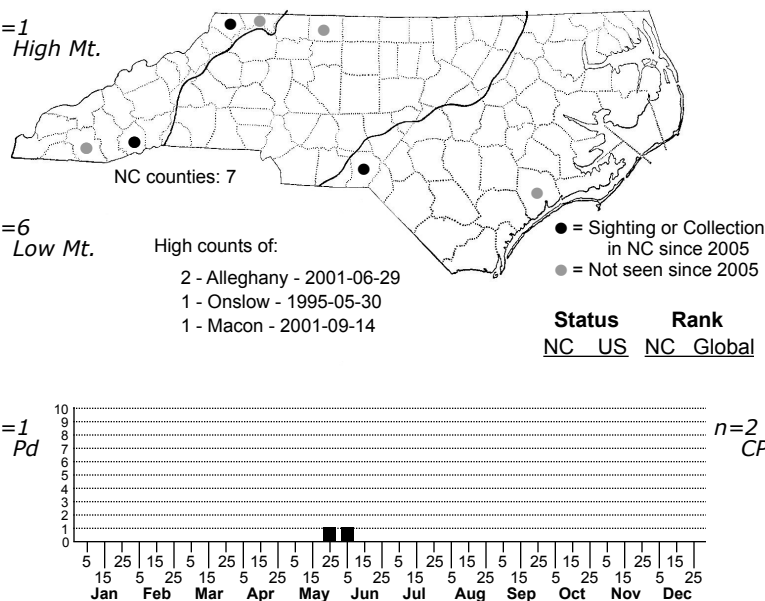 =1
High Mt.
NC counties: 7
=6
Low Mt.
High counts of:
2 - Alleghany - 2001-06-29
1 - Onslow - 1995-05-30
1 - Macon - 2001-09-14
= Sighting or Collection
in NC since 2005
= Not seen since 2005
Status Rank
NC US NC Global
=1
Pd
n=2
CP
10
9
8
7
6
5
4
3
2
1
0
5 25 15 5 25 15 5 25 15 5 25 15 5 25 15 5 25 15
15 5 25 15 5 25 15 5 25 15 5 25 15 5 25 15 5 25
Jan Feb Mar Apr May Jun Jul Aug Sep Oct Nov Dec